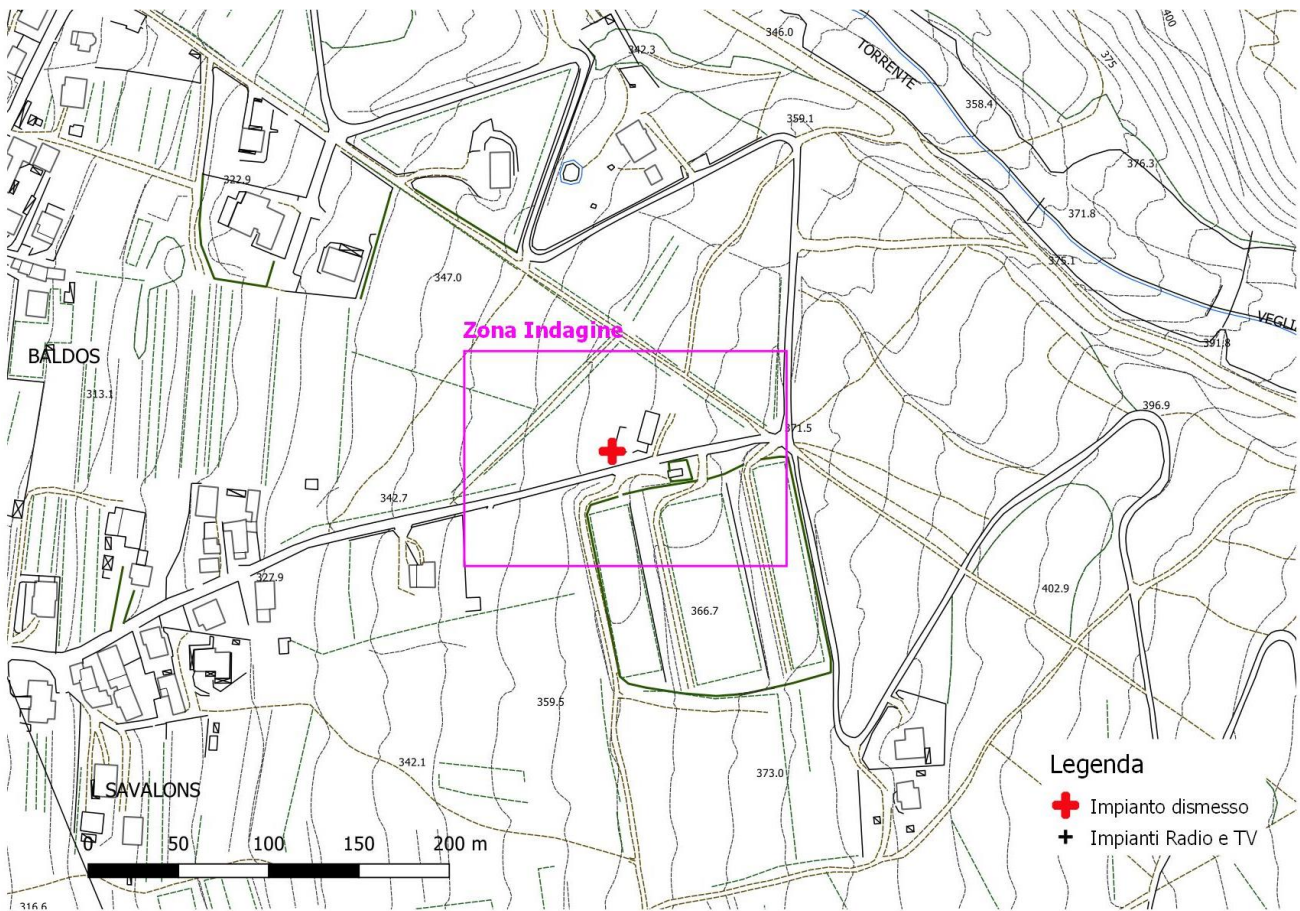 346.0
400
342.3
TORRENTE
375
358.4
359.1
376.3
322.9
371.8
375.1
347.0
VEGLI
Zona Indagine
391.8
BALDOS
313.1
396.9
371.5
342.7
327.9
402.9
366.7
359.5
342.1
373.0
Legenda
SAVALONS
Impianto dismesso
Impianti Radio e TV
0 50 100 150 200 m
316.6